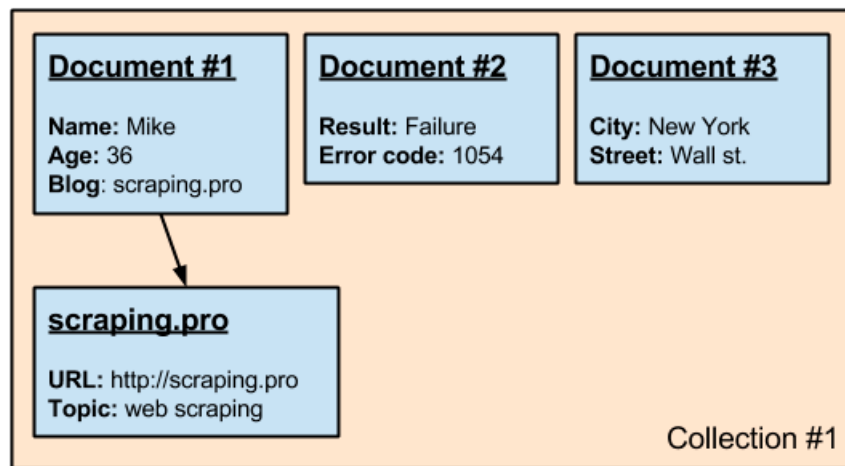 Document #1
Name: Mike
Age: 36
Blog: scraping.pro
Document #2
Result: Failure
Error code: 1054
Document #3
City: New York
Street: Wall st.
scraping.pro
URL: http://scraping.pro
Topic: web scraping
Collection #1